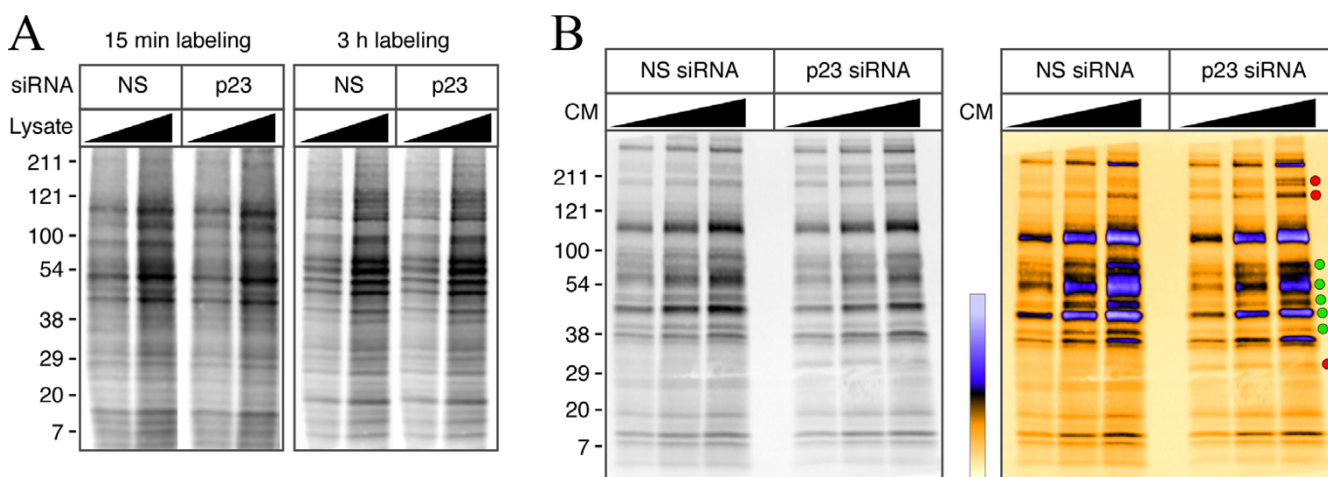 A
15 min labeling 3 h labeling
siRNA NS p23 NS p23
Lysate
211 -
121 -
100 -
54 -
38 -
29 -
20 -
7 -
B
NS siRNA p23 siRNA
CM
211 -
121 -
100 -
54 -
38 -
29 -
20 -
7 -
NS siRNA p23 siRNA
CM